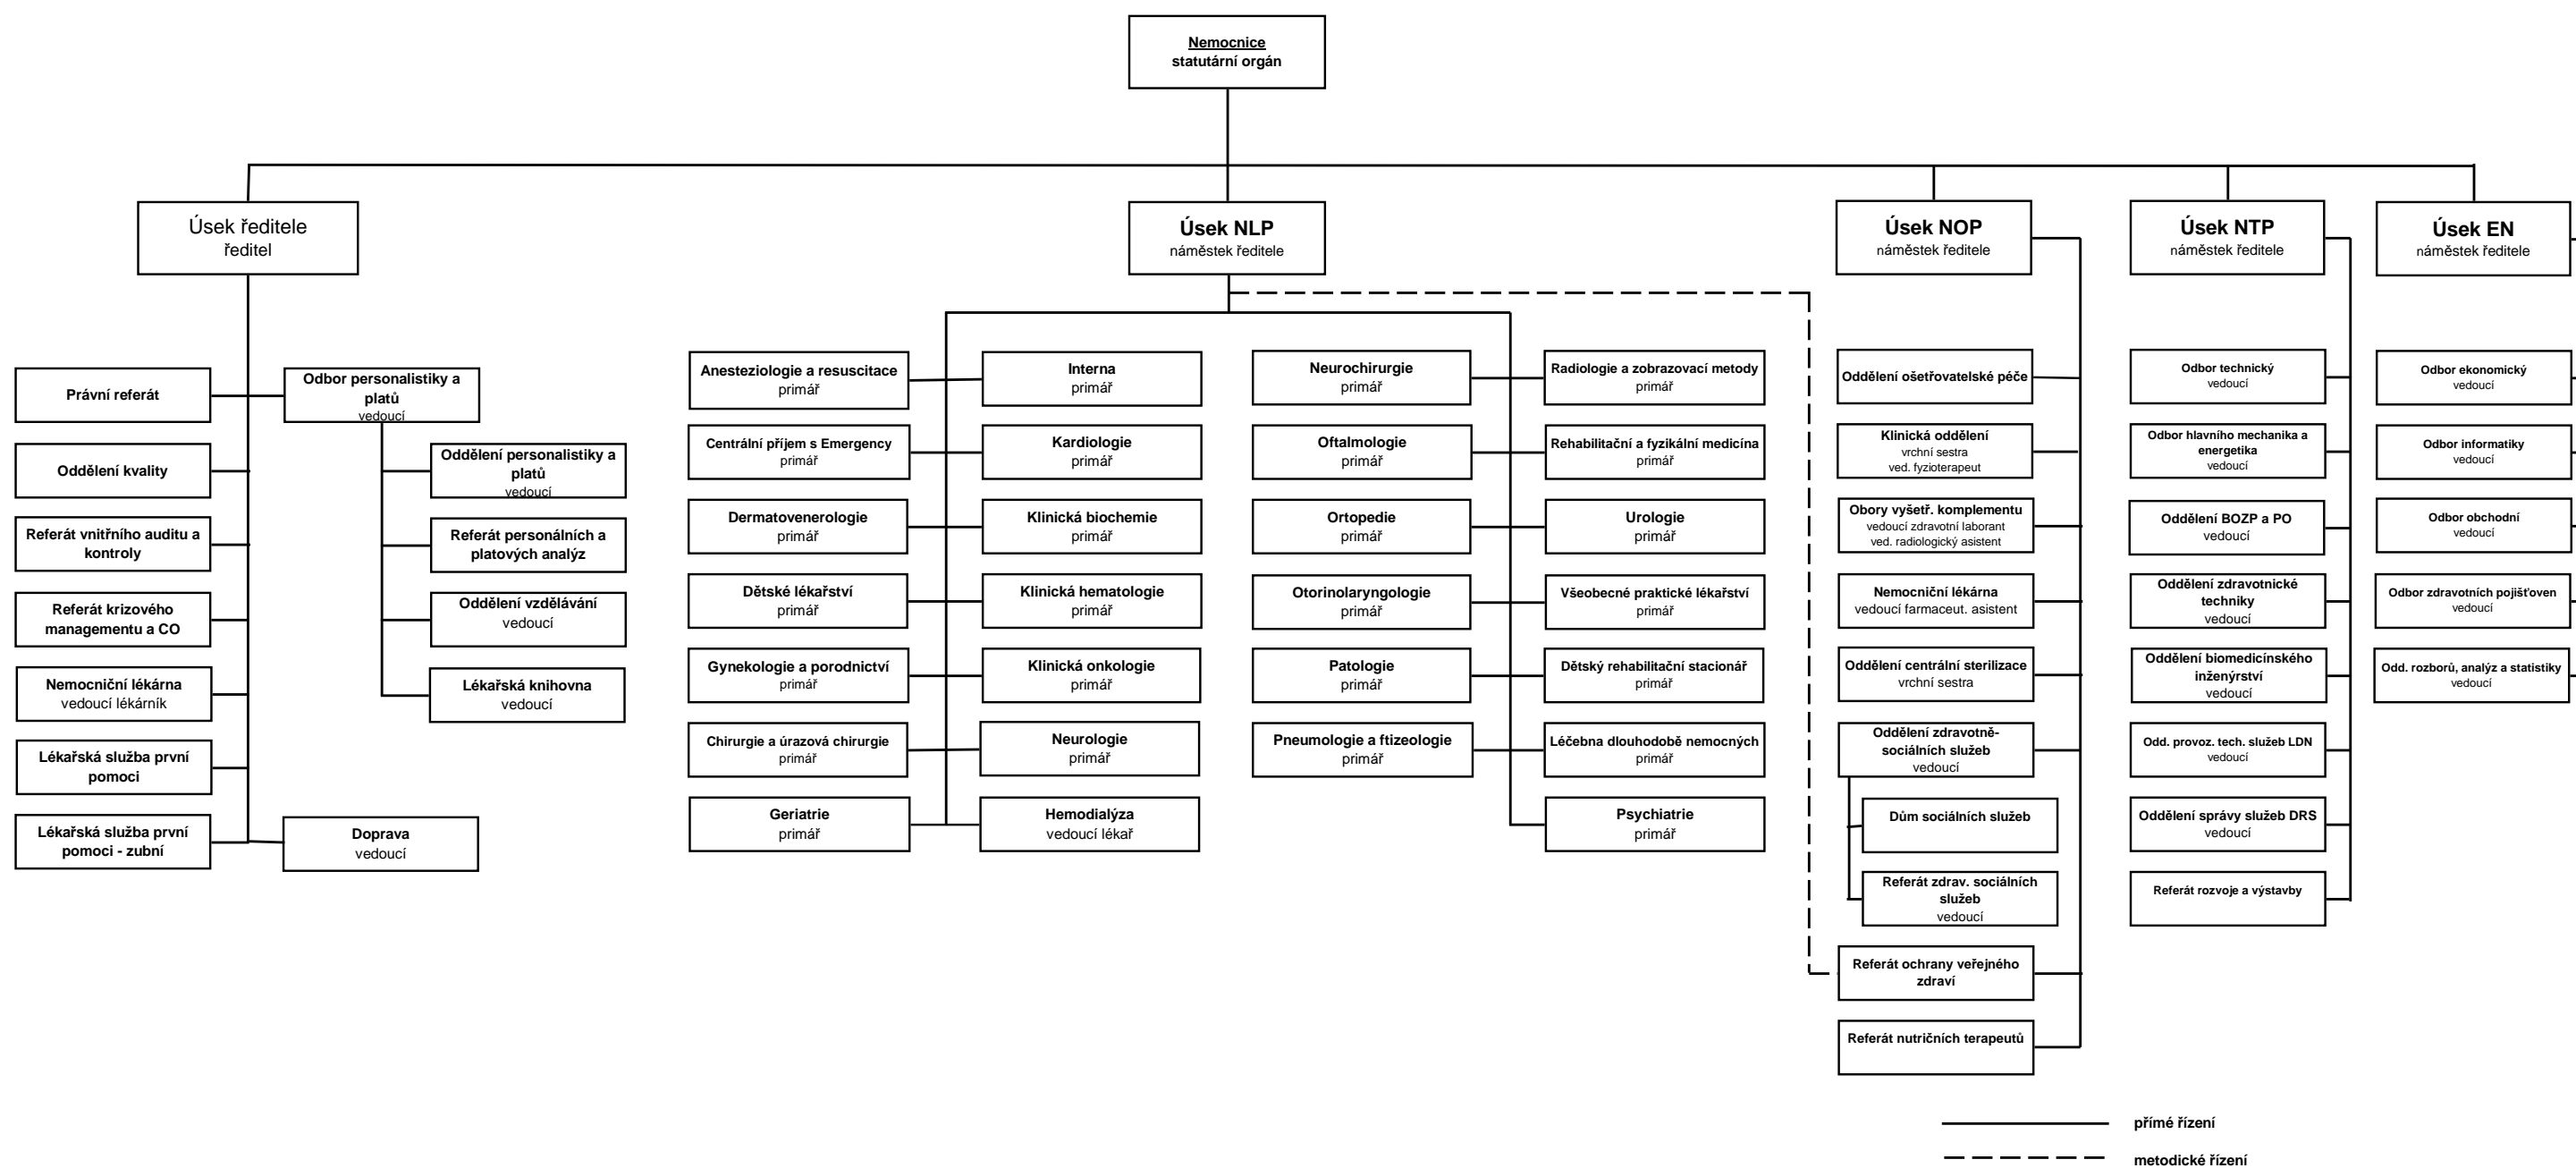 Nemocnice
statutární orgán
Úsek ředitele
ředitel
Úsek NLP
náměstek ředitele
Úsek NOP
náměstek ředitele
Úsek NTP
náměstek ředitele
Úsek EN
náměstek ředitele
Právní referát
Oddělení kvality
Referát vnitřního auditu a
kontroly
Referát krizového
managementu a CO
Nemocniční lékárna
vedoucí lékárník
Lékařská služba první
pomoci
Lékařská služba první
pomoci - zubní
Odbor personalistiky a
platů
vedoucí
Oddělení personalistiky a
platů
vedoucí
Referát personálních a
platových analýz
Oddělení vzdělávání
vedoucí
Lékařská knihovna
vedoucí
Doprava
vedoucí
Anesteziologie a resuscitace
primář
Centrální příjem s Emergency
primář
Dermatovenerologie
primář
Dětské lékařství
primář
Gynekologie a porodnictví
primář
Chirurgie a úrazová chirurgie
primář
Geriatrie
primář
Interna
primář
Kardiologie
primář
Klinická biochemie
primář
Klinická hematologie
primář
Klinická onkologie
primář
Neurologie
primář
Hemodialýza
vedoucí lékař
Neurochirurgie
primář
Oftalmologie
primář
Ortopedie
primář
Otorinolaryngologie
primář
Patologie
primář
Pneumologie a ftizeologie
primář
Radiologie a zobrazovací metody
primář
Rehabilitační a fyzikální medicína
primář
Urologie
primář
Všeobecné praktické lékařství
primář
Dětský rehabilitační stacionář
primář
Léčebna dlouhodobě nemocných
primář
Psychiatrie
primář
Oddělení ošetřovatelské péče
Klinická oddělení
vrchní sestra
ved. fyzioterapeut
Obory vyšetř. komplementu
vedoucí zdravotní laborant
ved. radiologický asistent
Nemocniční lékárna
vedoucí farmaceut. asistent
Oddělení centrální sterilizace
vrchní sestra
Oddělení zdravotně-
sociálních služeb
vedoucí
Dům sociálních služeb
Referát zdrav. sociálních
služeb
vedoucí
Referát ochrany veřejného
zdraví
Referát nutričních terapeutů
Odbor technický
vedoucí
Odbor hlavního mechanika a
energetika
vedoucí
Oddělení BOZP a PO
vedoucí
Oddělení zdravotnické
techniky
vedoucí
Oddělení biomedicínského
inženýrství
vedoucí
Odd. provoz. tech. služeb LDN
vedoucí
Oddělení správy služeb DRS
vedoucí
Referát rozvoje a výstavby
Odbor ekonomický
vedoucí
Odbor informatiky
vedoucí
Odbor obchodní
vedoucí
Odbor zdravotních pojišťoven
vedoucí
Odd. rozborů, analýz a statistiky
vedoucí
přímé řízení
metodické řízení